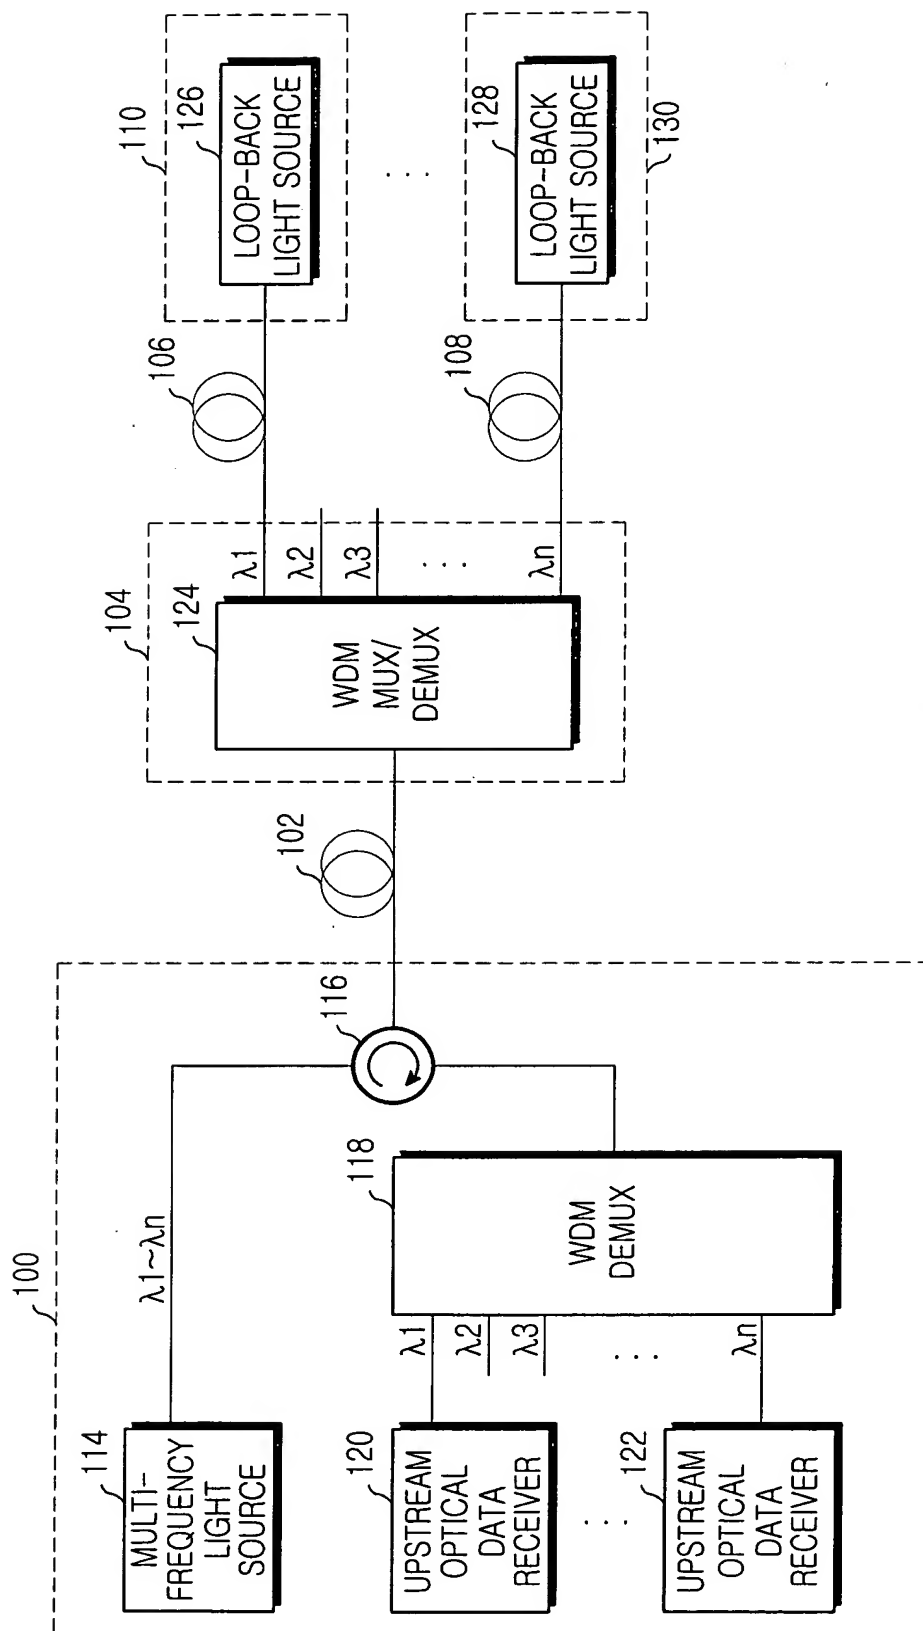 100
114
MULTI-
FREQUENCY
LIGHT
SOURCE
λ1~λn
116
118
WDM
DEMUX
λ1
λ2
λ3
. . .
λn
120
UPSTREAM
OPTICAL
DATA
RECEIVER
. . .
122
UPSTREAM
OPTICAL
DATA
RECEIVER
102
104
124
WDM
MUX/
DEMUX
λ1
λ2
λ3
. . .
λn
106
108
110
126
LOOP-BACK
LIGHT SOURCE
. . .
128
LOOP-BACK
LIGHT SOURCE
130